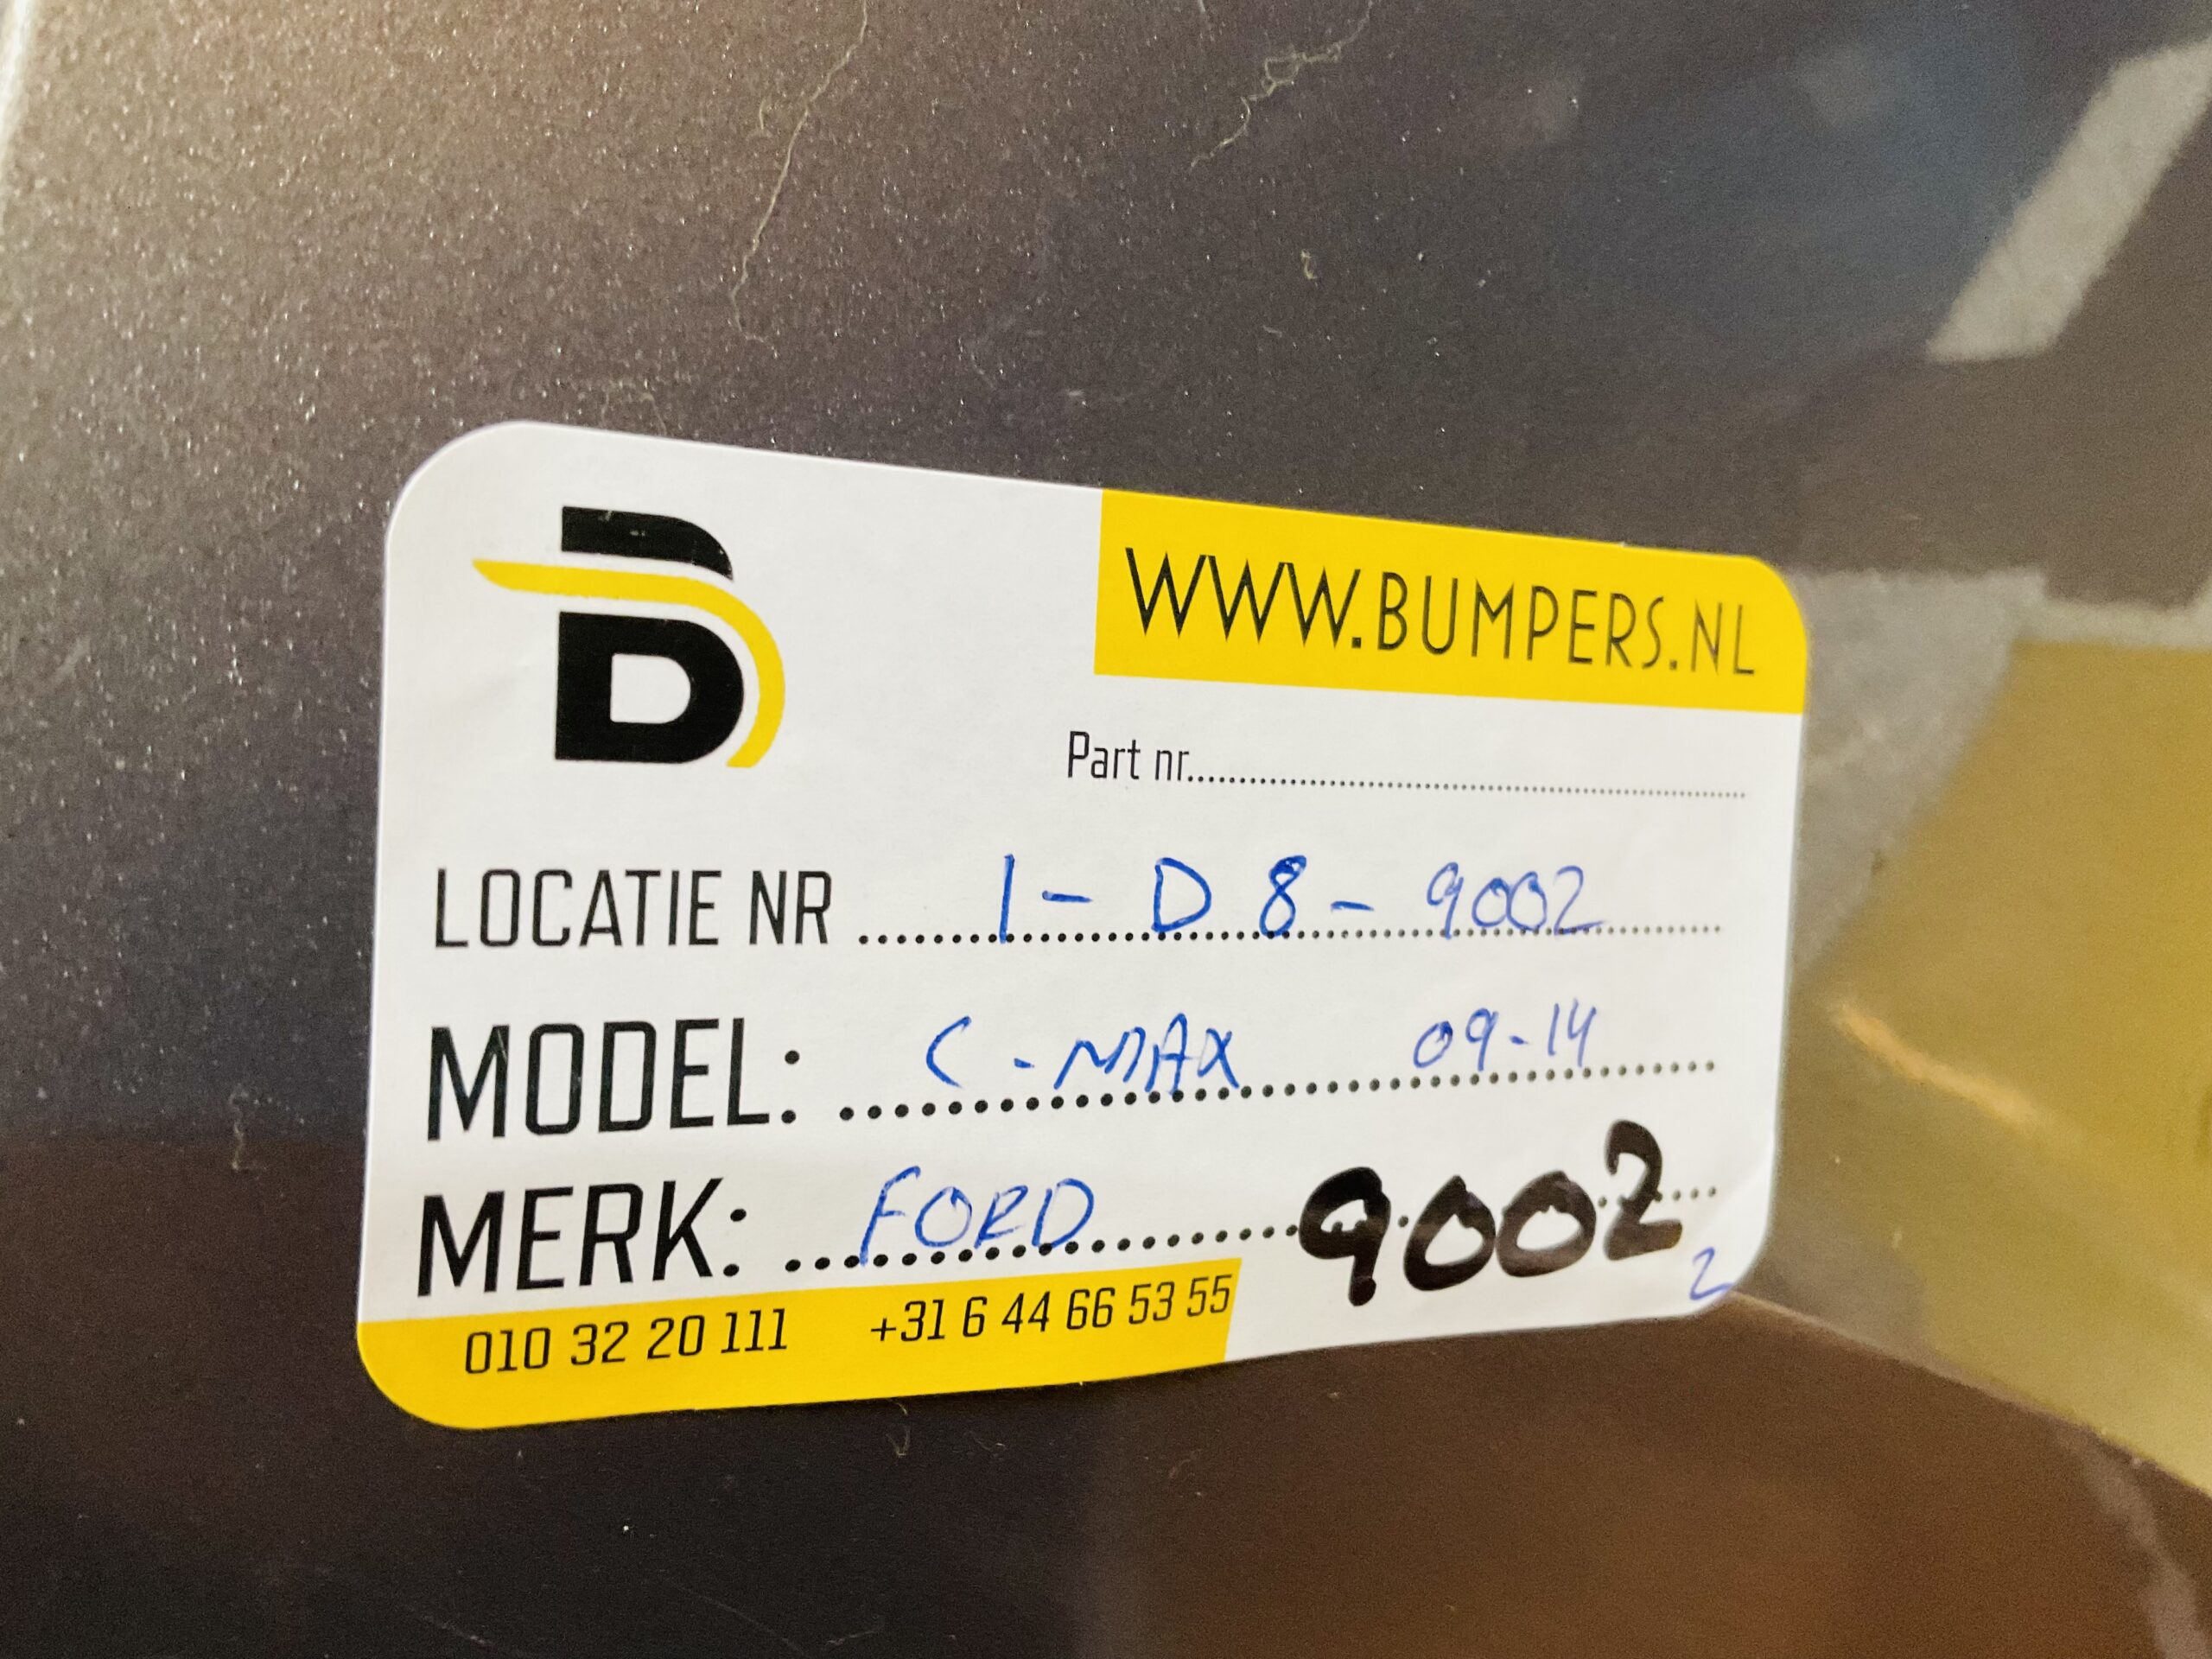 B
WWW.BUMPERS.NL
Part nr..........
LOCATIE NR .......... 1 - D 8 - 9002
MODEL: .......... C-MAX 09-14
MERK: .......... FORD 9002
2
010 32 20 111 +31 6 44 66 53 55